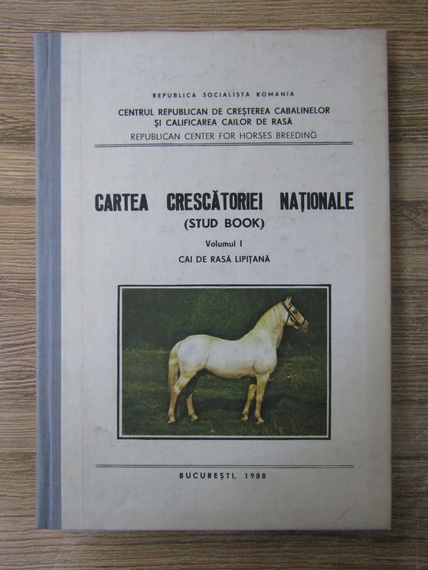 REPUBLICA SOCIALISTĂ ROMANIA
CENTRUL REPUBLICAN DE CREȘTEREA CABALINELOR
ȘI CALIFICAREA CAILOR DE RASĂ
REPUBLICAN CENTER FOR HORSES BREEDING
CARTEA CRESCĂTORIEI NAȚIONALE
(STUD BOOK)
Volumul I
CAI DE RASĂ LIPIȚANĂ
BUCUREȘTI, 1988